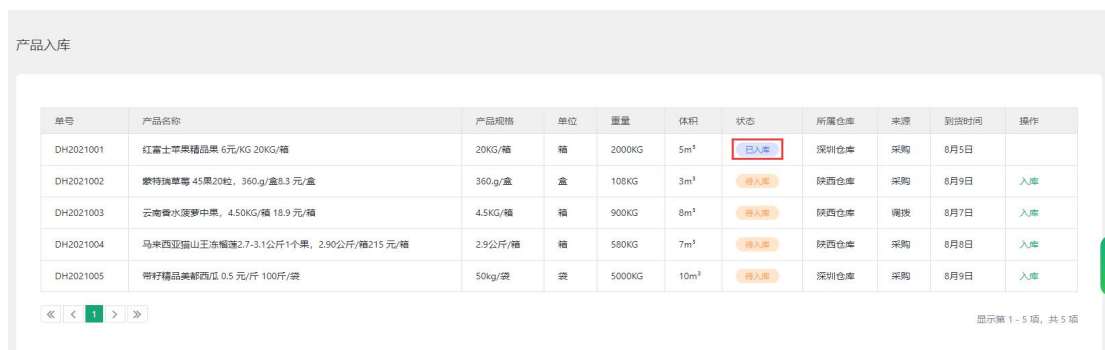 产品入库
单号 产品名称 产品规格 单位 重量 体积 状态 所属仓库 来源 到货时间 操作
DH2021001 红富士苹果精品果 6元/KG 20KG/箱 20KG/箱 箱 2000KG 5m³ 已入库 深圳仓库 采购 8月5日
DH2021002 蒙特瑞草莓 45果20粒，360.g/盒8.3 元/盒 360.g/盒 盒 108KG 3m³ 待入库 陕西仓库 采购 8月9日 入库
DH2021003 云南香水菠萝中果，4.50KG/箱 18.9 元/箱 4.5KG/箱 箱 900KG 8m³ 待入库 陕西仓库 调拨 8月7日 入库
DH2021004 马来西亚猫山王冻榴莲2.7-3.1公斤1个果，2.90公斤/箱215 元/箱 2.9公斤/箱 箱 580KG 7m³ 待入库 陕西仓库 采购 8月8日 入库
DH2021005 带籽精品美都西瓜 0.5 元/斤 100斤/袋 50kg/袋 袋 5000KG 10m³ 待入库 深圳仓库 采购 8月9日 入库
« < 1 > » 显示第 1 - 5 项，共 5 项